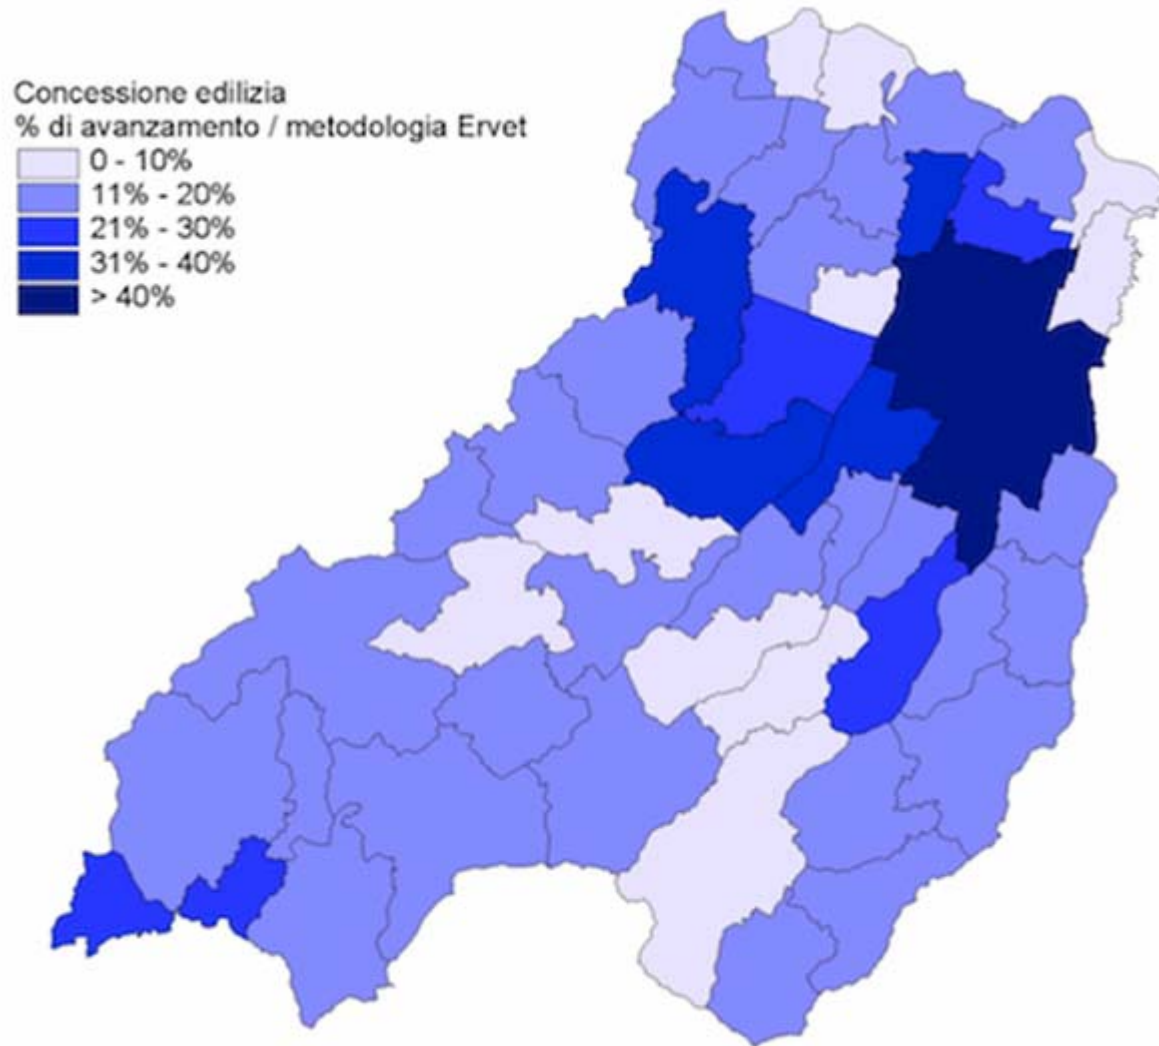 Concessione edilizia
% di avanzamento / metodologia Ervet
0 - 10%
11% - 20%
21% - 30%
31% - 40%
> 40%